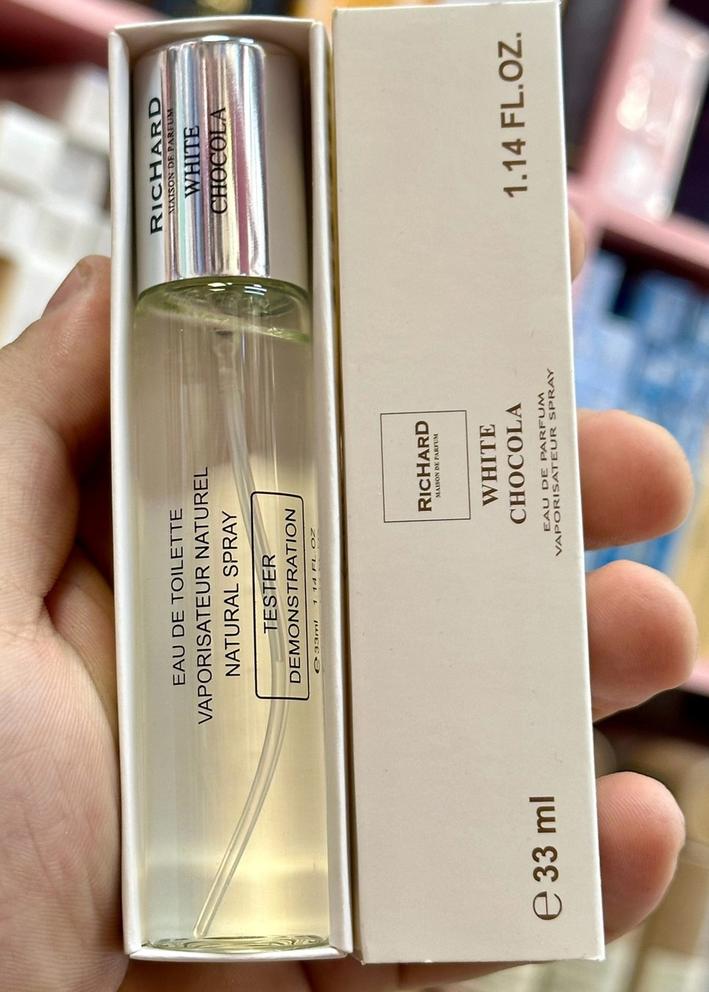 RICHARD
MAISON DE PARFUM
WHITE
CHOCOLA
EAU DE TOILETTE
VAPORISATEUR NATUREL
NATURAL SPRAY
TESTER
DEMONSTRATION
e 33ml 1.14 FL.OZ
1.14 FL.OZ.
RICHARD
MAISON DE PARFUM
WHITE
CHOCOLA
EAU DE PARFUM
VAPORISATEUR SPRAY
e 33 ml